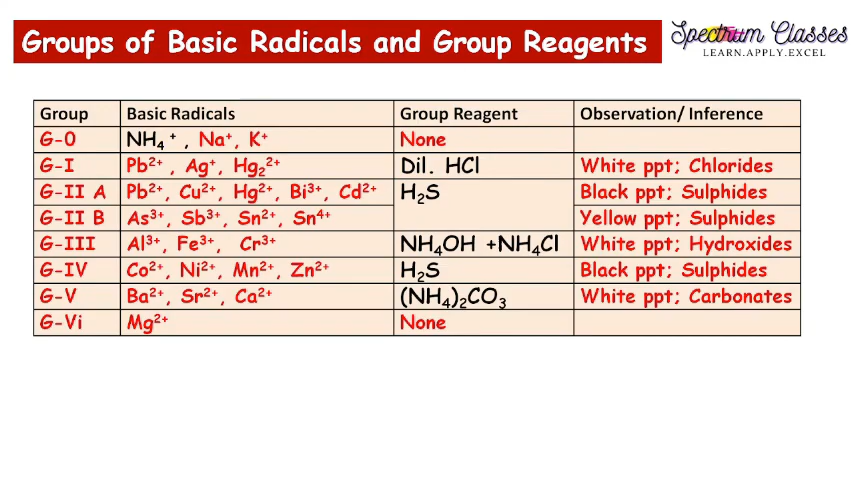 Groups of Basic Radicals and Group Reagents
Spectrum Classes
LEARN.APPLY.EXCEL
Group Basic Radicals Group Reagent Observation/ Inference
G-0 NH₄⁺, Na⁺, K⁺ None
G-I Pb²⁺, Ag⁺, Hg₂²⁺ Dil. HCl White ppt; Chlorides
G-II A Pb²⁺, Cu²⁺, Hg²⁺, Bi³⁺, Cd²⁺ H₂S Black ppt; Sulphides
G-II B As³⁺, Sb³⁺, Sn²⁺, Sn⁴⁺ Yellow ppt; Sulphides
G-III Al³⁺, Fe³⁺, Cr³⁺ NH₄OH +NH₄Cl White ppt; Hydroxides
G-IV Co²⁺, Ni²⁺, Mn²⁺, Zn²⁺ H₂S Black ppt; Sulphides
G-V Ba²⁺, Sr²⁺, Ca²⁺ (NH₄)₂CO₃ White ppt; Carbonates
G-Vi Mg²⁺ None